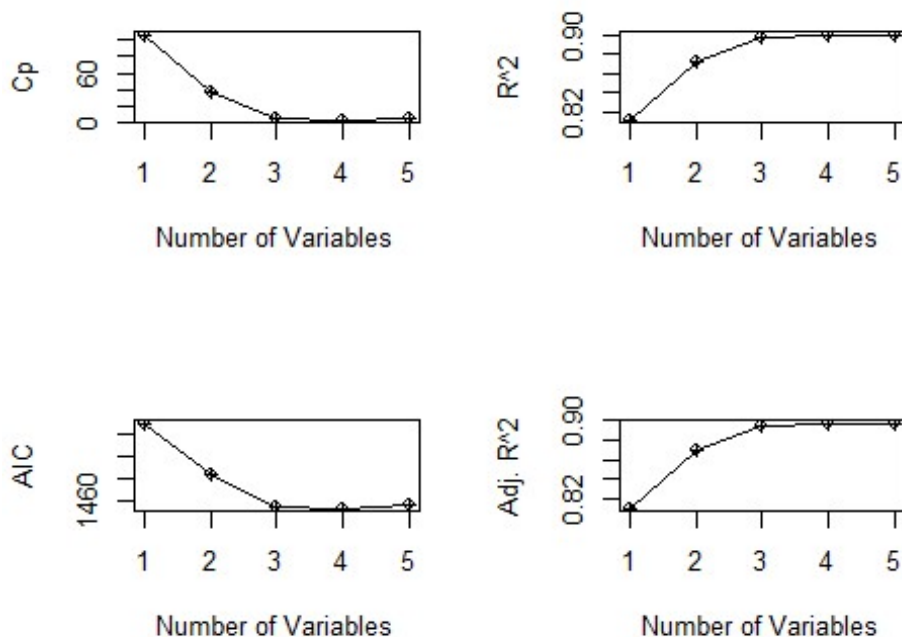 Cp
60
0
1 2 3 4 5
Number of Variables
R^2
0.90
0.82
1 2 3 4 5
Number of Variables
AIC
1460
1 2 3 4 5
Number of Variables
Adj. R^2
0.90
0.82
1 2 3 4 5
Number of Variables